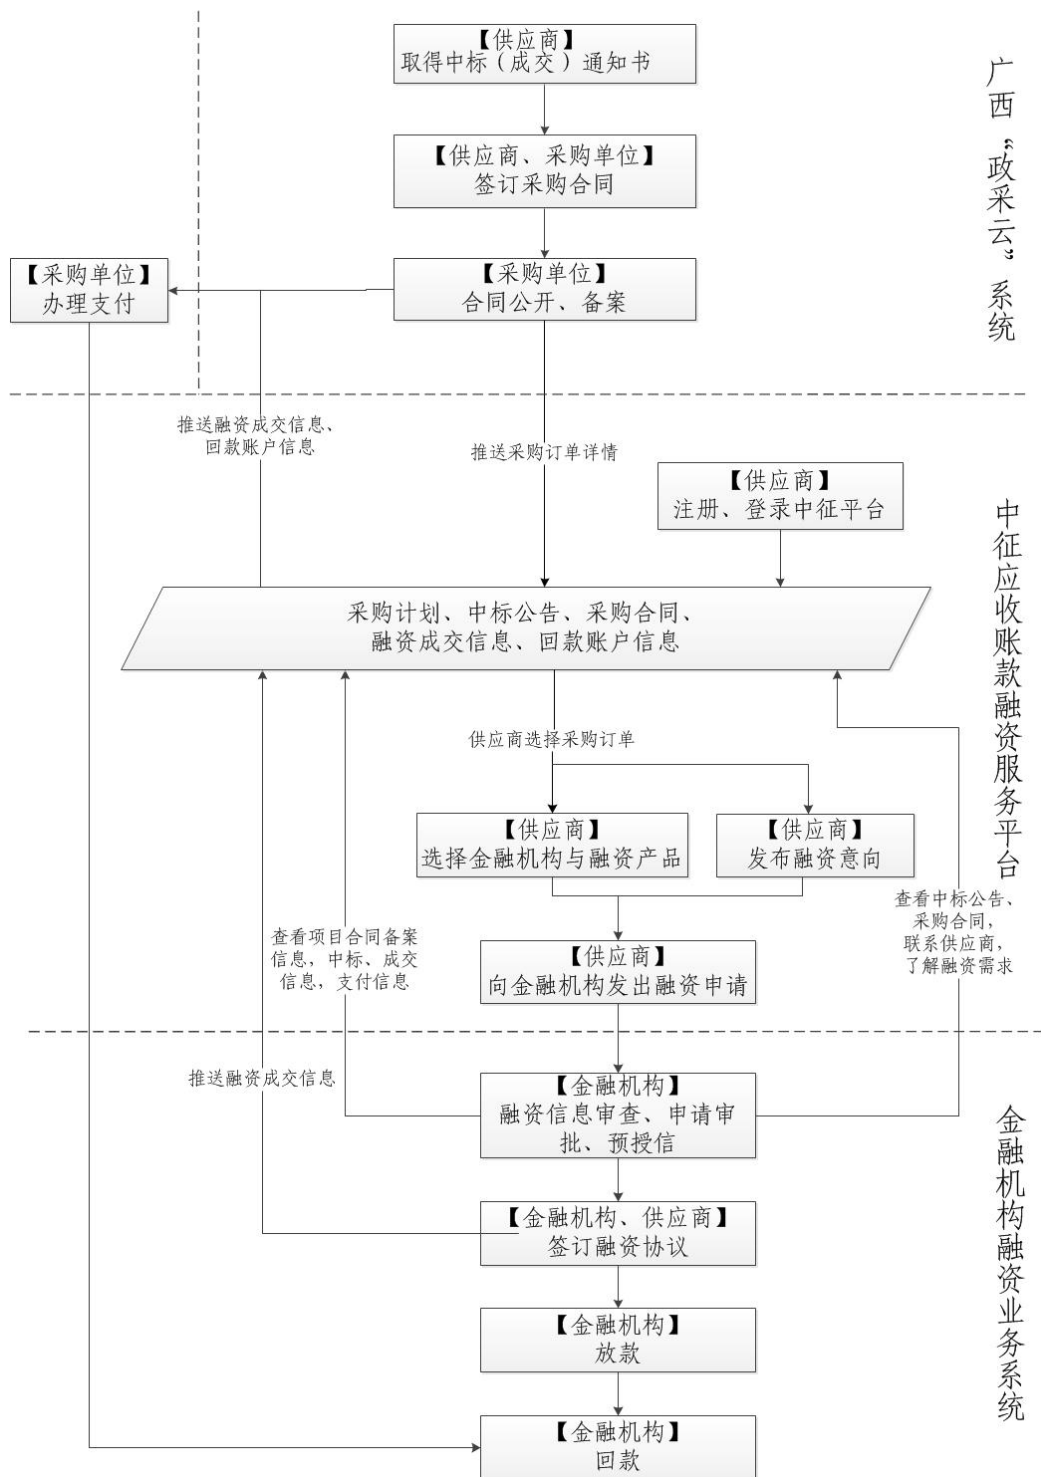 【供应商】
取得中标（成交）通知书
【供应商、采购单位】
签订采购合同
【采购单位】
办理支付
【采购单位】
合同公开、备案
广西“政采云”系统
推送融资成交信息、
回款账户信息
推送采购订单详情
【供应商】
注册、登录中征平台
采购计划、中标公告、采购合同、
融资成交信息、回款账户信息
中征应收账款融资服务平台
供应商选择采购订单
【供应商】
选择金融机构与融资产品
【供应商】
发布融资意向
查看项目合同备案
信息，中标、成交
信息，支付信息
查看中标公告、
采购合同，
联系供应商，
了解融资需求
【供应商】
向金融机构发出融资申请
推送融资成交信息
【金融机构】
融资信息审查、申请审
批、预授信
【金融机构、供应商】
签订融资协议
【金融机构】
放款
【金融机构】
回款
金融机构融资业务系统